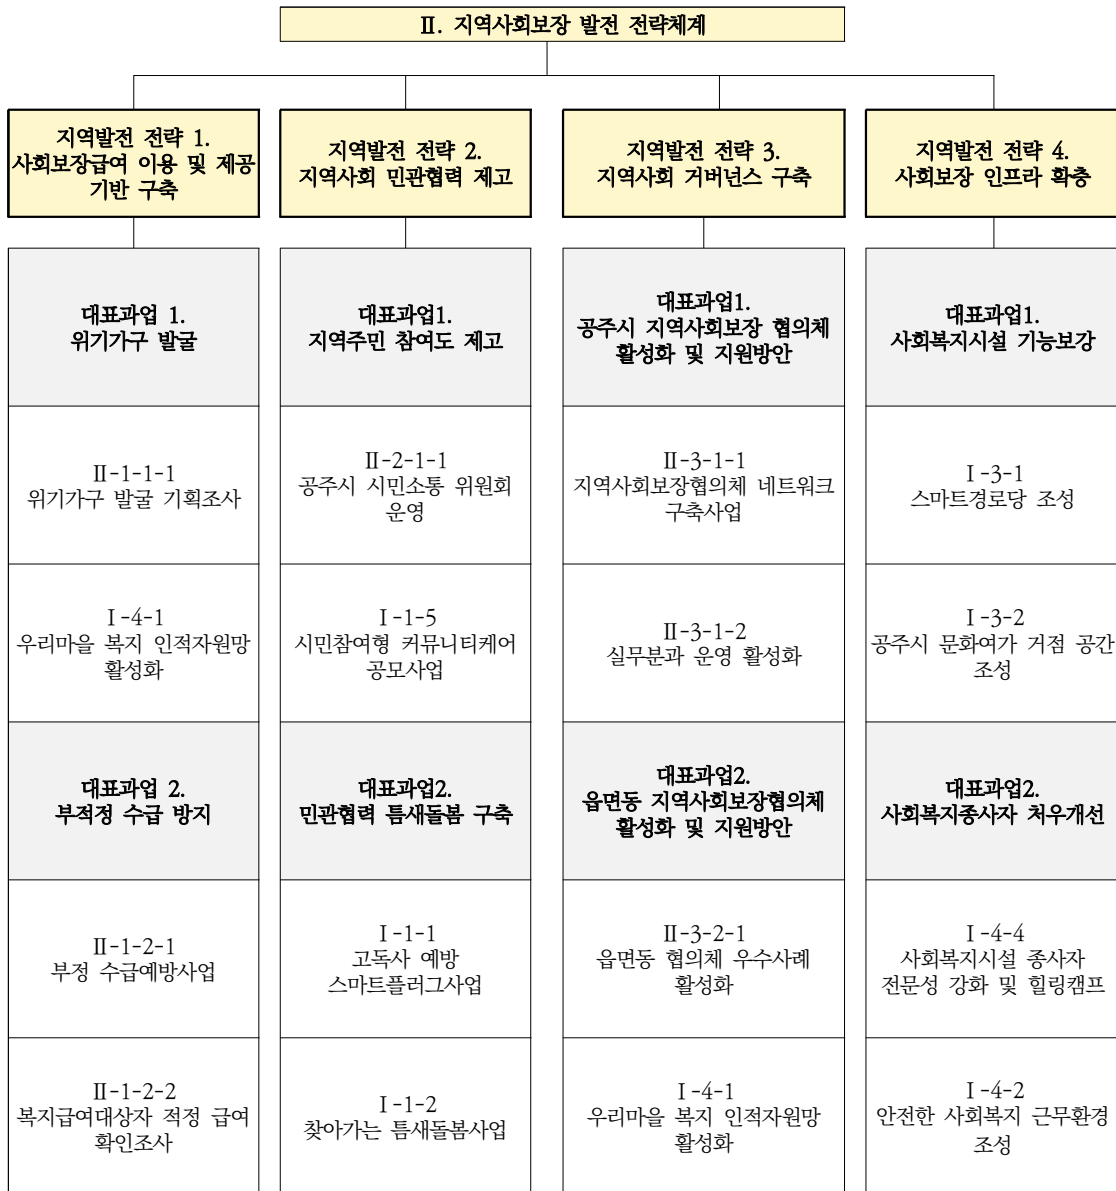 Ⅱ. 지역사회보장 발전 전략체계
지역발전 전략 1.
사회보장급여 이용 및 제공
기반 구축
지역발전 전략 2.
지역사회 민관협력 제고
지역발전 전략 3.
지역사회 거버넌스 구축
지역발전 전략 4.
사회보장 인프라 확충
대표과업 1.
위기가구 발굴
대표과업1.
지역주민 참여도 제고
대표과업1.
공주시 지역사회보장 협의체
활성화 및 지원방안
대표과업1.
사회복지시설 기능보강
Ⅱ-1-1-1
위기가구 발굴 기획조사
Ⅱ-2-1-1
공주시 시민소통 위원회
운영
Ⅱ-3-1-1
지역사회보장협의체 네트워크
구축사업
Ⅰ-3-1
스마트경로당 조성
Ⅰ-4-1
우리마을 복지 인적자원망
활성화
Ⅰ-1-5
시민참여형 커뮤니티케어
공모사업
Ⅱ-3-1-2
실무분과 운영 활성화
Ⅰ-3-2
공주시 문화여가 거점 공간
조성
대표과업 2.
부적정 수급 방지
대표과업2.
민관협력 틈새돌봄 구축
대표과업2.
읍면동 지역사회보장협의체
활성화 및 지원방안
대표과업2.
사회복지종사자 처우개선
Ⅱ-1-2-1
부정 수급예방사업
Ⅰ-1-1
고독사 예방
스마트플러그사업
Ⅱ-3-2-1
읍면동 협의체 우수사례
활성화
Ⅰ-4-4
사회복지시설 종사자
전문성 강화 및 힐링캠프
Ⅱ-1-2-2
복지급여대상자 적정 급여
확인조사
Ⅰ-1-2
찾아가는 틈새돌봄사업
Ⅰ-4-1
우리마을 복지 인적자원망
활성화
Ⅰ-4-2
안전한 사회복지 근무환경
조성